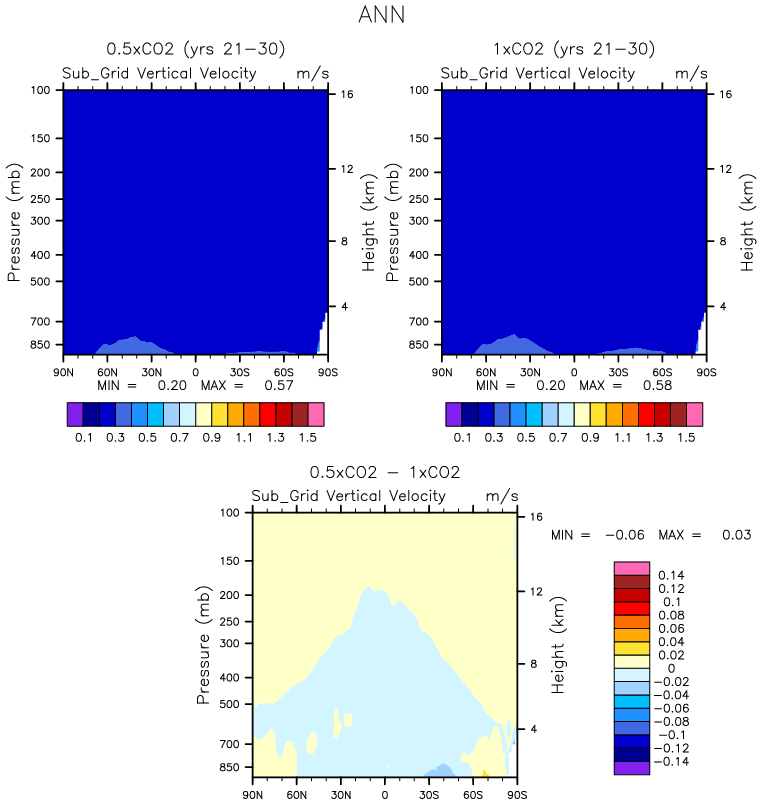 ANN
0.5xCO2 (yrs 21−30)
Sub_Grid Vertical Velocity m/s
Pressure (mb)
100
150
200
250
300
400
500
700
850
16
12
8
4
Height (km)
90N 60N 30N 0 30S 60S 90S
MIN = 0.20 MAX = 0.57
0.1 0.3 0.5 0.7 0.9 1.1 1.3 1.5
1xCO2 (yrs 21−30)
Sub_Grid Vertical Velocity m/s
Pressure (mb)
100
150
200
250
300
400
500
700
850
16
12
8
4
Height (km)
90N 60N 30N 0 30S 60S 90S
MIN = 0.20 MAX = 0.58
0.1 0.3 0.5 0.7 0.9 1.1 1.3 1.5
0.5xCO2 − 1xCO2
Sub_Grid Vertical Velocity m/s
Pressure (mb)
100
150
200
250
300
400
500
700
850
16
12
8
4
Height (km)
90N 60N 30N 0 30S 60S 90S
MIN = −0.06 MAX = 0.03
0.14
0.12
0.1
0.08
0.06
0.04
0.02
0
−0.02
−0.04
−0.06
−0.08
−0.1
−0.12
−0.14